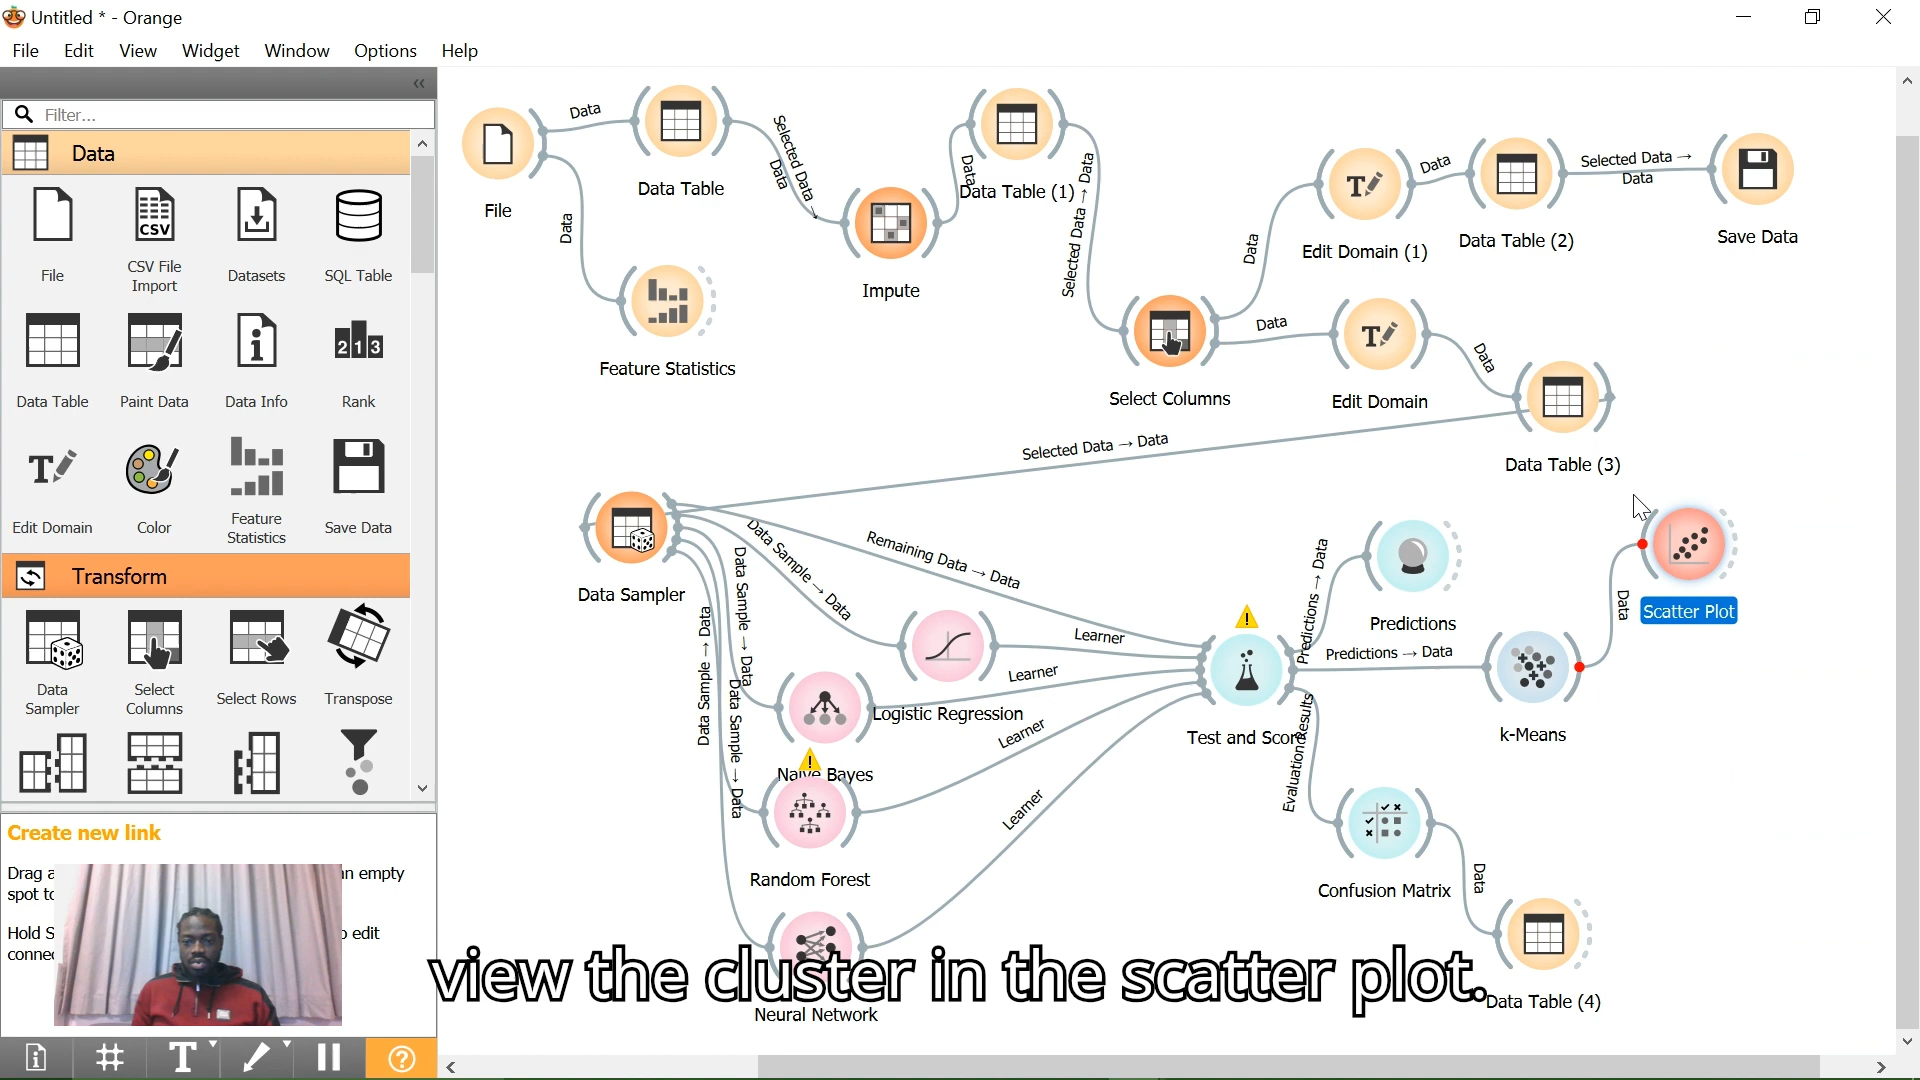 Untitled * - Orange
File Edit View Widget Window Options Help
Filter...
Data
File
CSV File
Import
Datasets
SQL Table
Data Table
Paint Data
Data Info
Rank
Edit Domain
Color
Feature
Statistics
Save Data
Transform
Data
Sampler
Select
Columns
Select Rows
Transpose
Create new link
Drag a
n empty
spot to
Hold S
o edit
connec
File
Data
Data
Data Table
Selected Data →
Data
Feature Statistics
Impute
Data
Data Table (1)
Selected Data → Data
Select Columns
Data
Data
Edit Domain (1)
Data
Data Table (2)
Selected Data →
Data
Save Data
Edit Domain
Data
Data Table (3)
Selected Data → Data
Data Sampler
Remaining Data → Data
Data Sample → Data
Data Sample → Data
Data Sample → Data
Data Sample → Data
Logistic Regression
Learner
Naive Bayes
Learner
Random Forest
Learner
Neural Network
Learner
Test and Score
Predictions → Data
Predictions
Predictions → Data
k-Means
Data
Scatter Plot
Evaluation Results
Confusion Matrix
Data
Data Table (4)
view the cluster in the scatter plot.